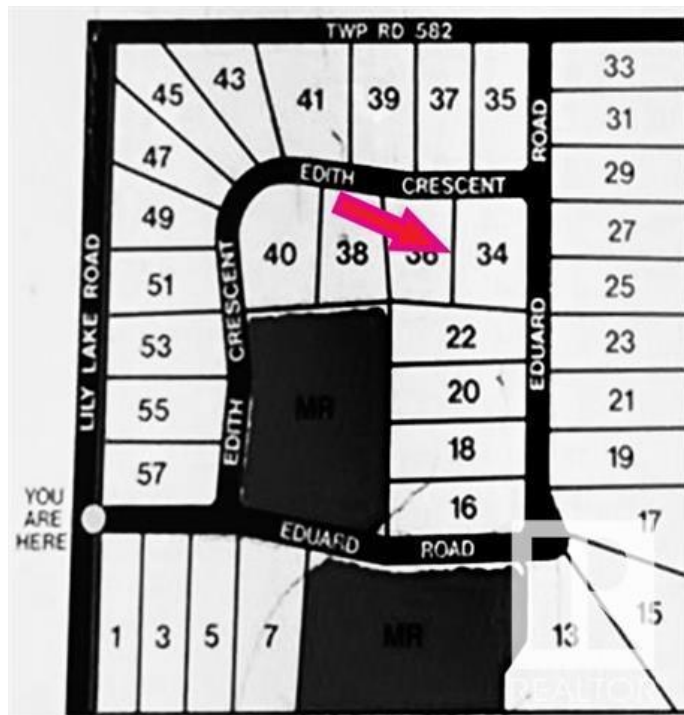 TWP RD 582
43
45
41
39
37
35
33
ROAD
31
47
EDITH
CRESCENT
29
49
27
40
38
36
34
LILY LAKE ROAD
CRESCENT
51
25
EDUARD
22
53
23
MR
20
55
21
EDITH
18
57
19
16
YOU
ARE
HERE
17
EDUARD
ROAD
1
3
5
7
MR
13
15
REALTOR